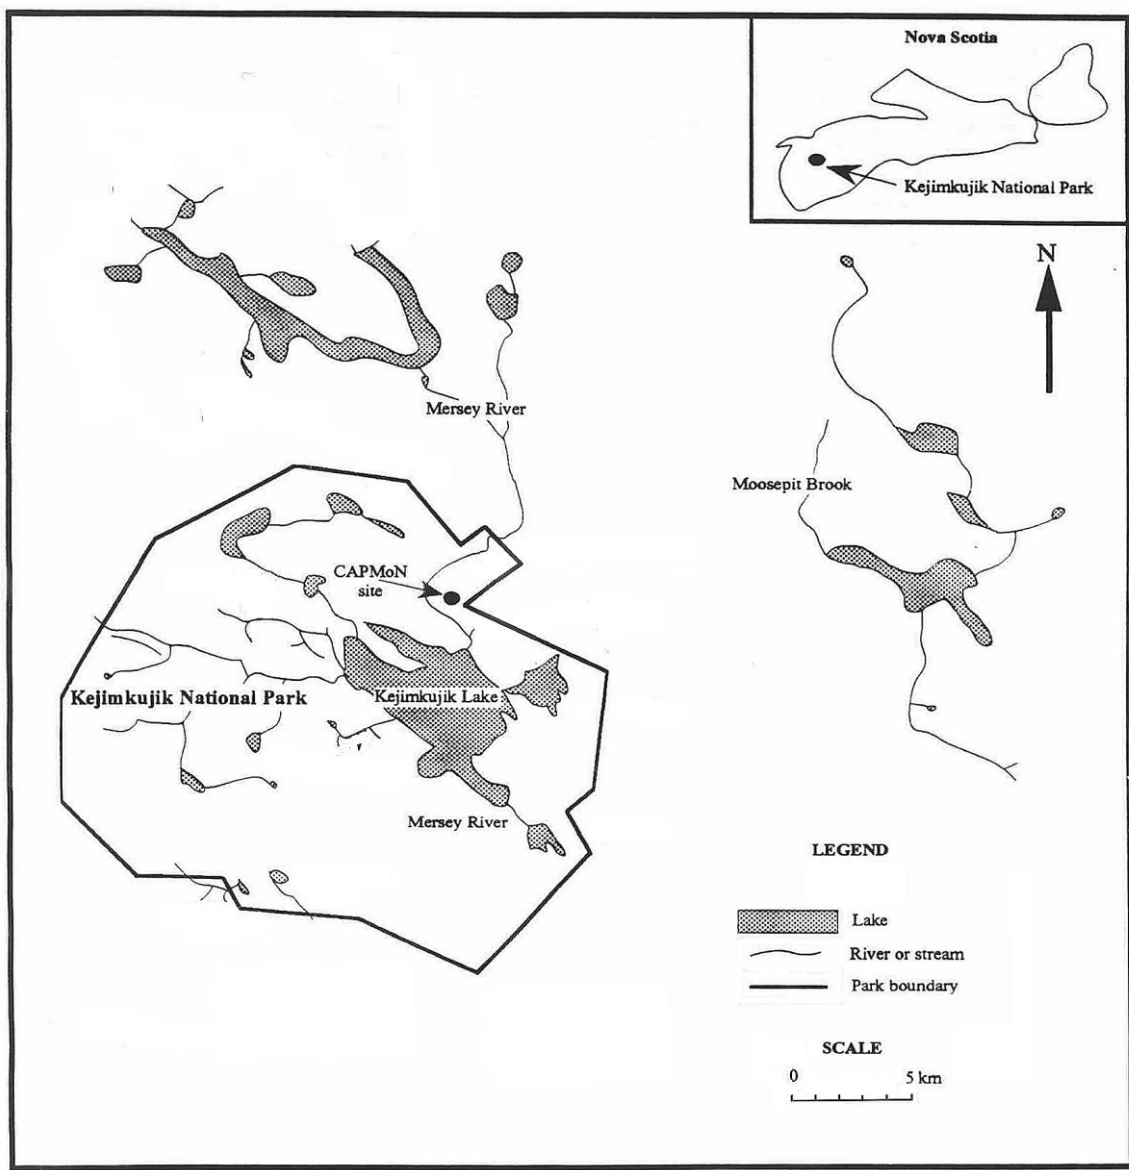 Nova Scotia
Kejimkujik National Park
N
Mersey River
Moosepit Brook
CAPMoN
site
Kejimkujik National Park
Kejimkujik Lake
Mersey River
LEGEND
Lake
River or stream
Park boundary
SCALE
0 5 km